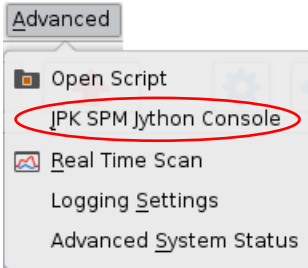 Advanced
Open Script
JPK SPM Jython Console
Real Time Scan
Logging Settings
Advanced System Status